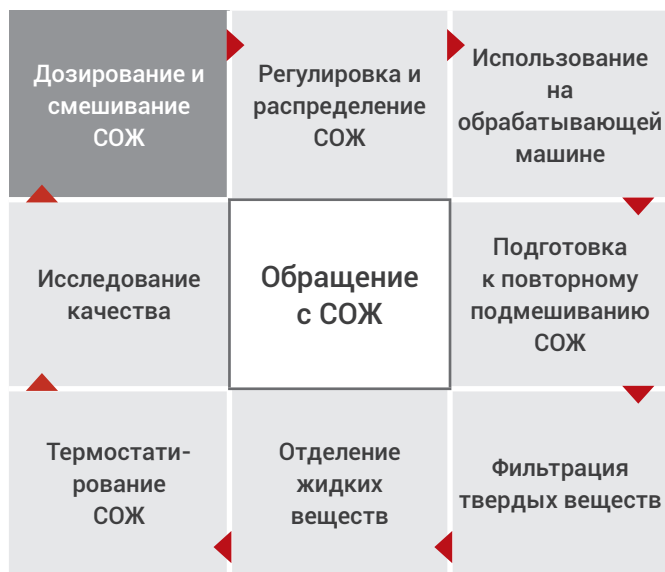 Дозирование и
смешивание
СОЖ
Регулировка и
распределение
СОЖ
Использование
на
обрабатывающей
машине
Исследование
качества
Обращение
с СОЖ
Подготовка
к повторному
подмешиванию
СОЖ
Термостати-
рование
СОЖ
Отделение
жидких
веществ
Фильтрация
твердых веществ